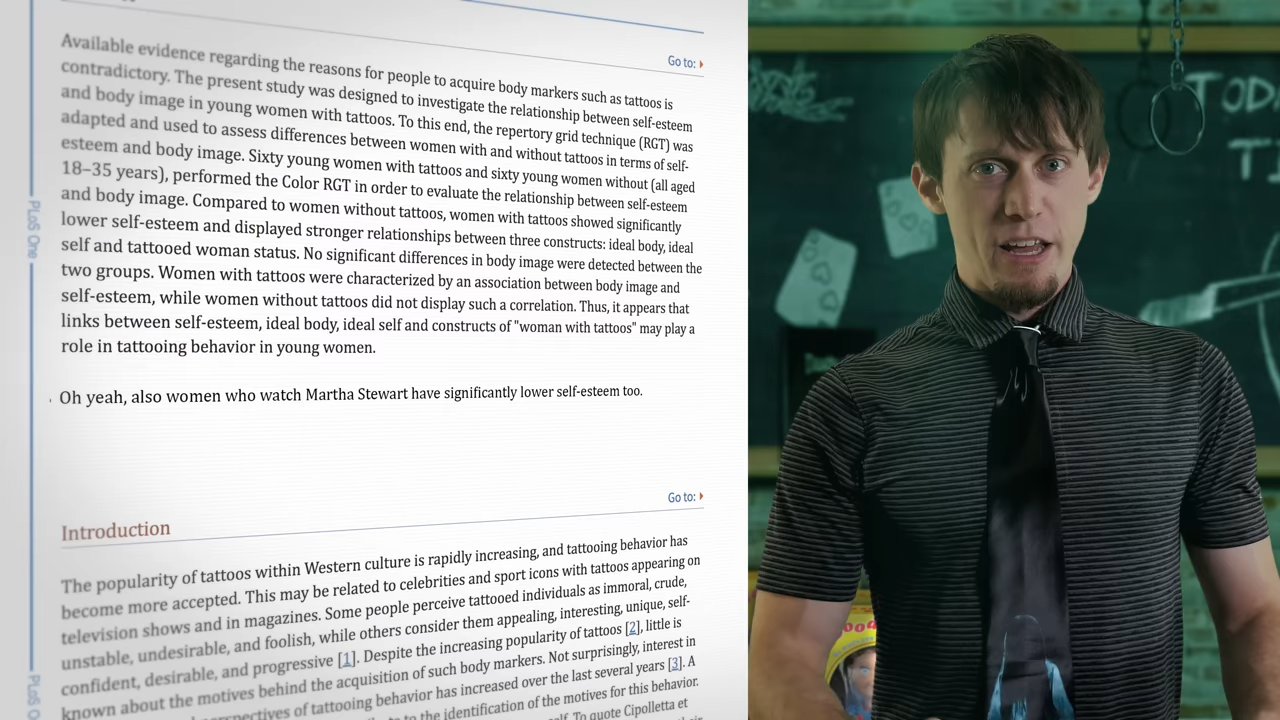 Go to:
Available evidence regarding the reasons for people to acquire body markers such as tattoos is
contradictory. The present study was designed to investigate the relationship between self-esteem
and body image in young women with tattoos. To this end, the repertory grid technique (RGT) was
adapted and used to assess differences between women with and without tattoos in terms of self-
esteem and body image. Sixty young women with tattoos and sixty young women without (all aged
18–35 years), performed the Color RGT in order to evaluate the relationship between self-esteem
and body image. Compared to women without tattoos, women with tattoos showed significantly
lower self-esteem and displayed stronger relationships between three constructs: ideal body, ideal
self and tattooed woman status. No significant differences in body image were detected between the
two groups. Women with tattoos were characterized by an association between body image and
self-esteem, while women without tattoos did not display such a correlation. Thus, it appears that
links between self-esteem, ideal body, ideal self and constructs of "woman with tattoos" may play a
role in tattooing behavior in young women.
Oh yeah, also women who watch Martha Stewart have significantly lower self-esteem too.
Go to:
Introduction
The popularity of tattoos within Western culture is rapidly increasing, and tattooing behavior has
become more accepted. This may be related to celebrities and sport icons with tattoos appearing on
television shows and in magazines. Some people perceive tattooed individuals as immoral, crude,
unstable, undesirable, and foolish, while others consider them appealing, interesting, unique, self-
confident, desirable, and progressive [1]. Despite the increasing popularity of tattoos [2], little is
known about the motives behind the acquisition of such body markers. Not surprisingly, interest in
of tattooing behavior has increased over the last several years [3]. A
to the identification of the motives for this behavior.
To quote Cipolletta et
PLoS One
PLoS O
TOD